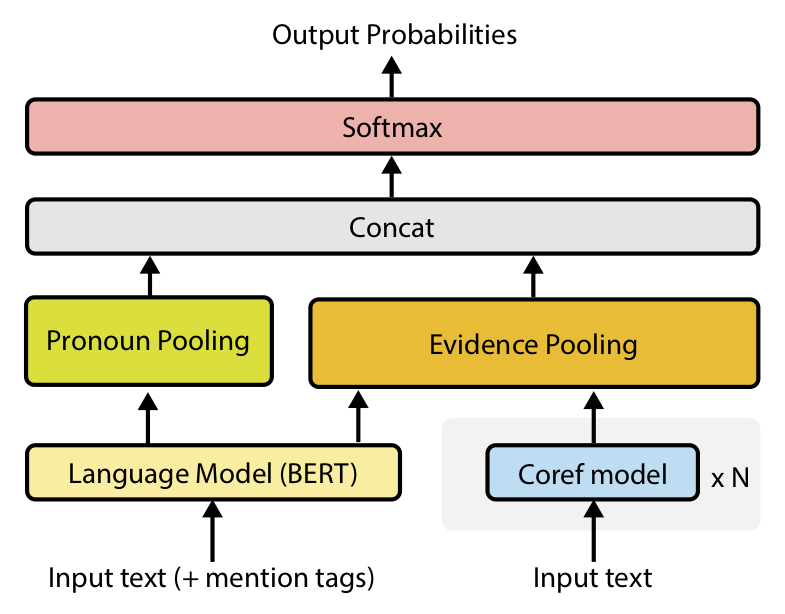 Output Probabilities
Softmax
Concat
Pronoun Pooling
Evidence Pooling
Language Model (BERT)
Coref model
x N
Input text (+ mention tags)
Input text